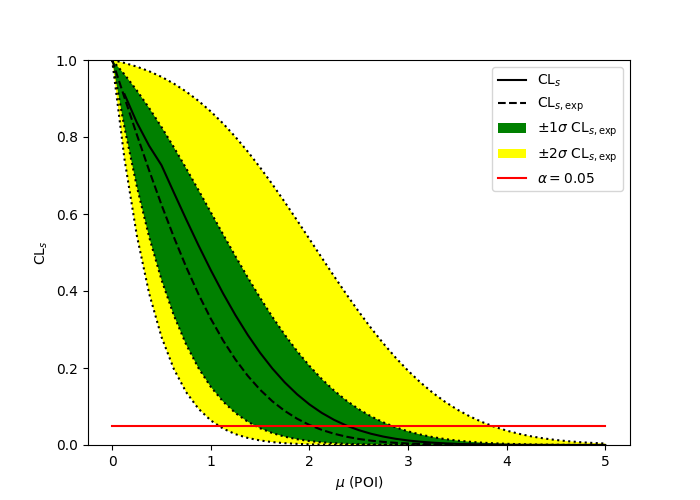 1.0
0.8
0.6
0.4
0.2
0.0
CLₛ
0 1 2 3 4 5
μ (POI)
CLₛ
CLₛ,exp
±1σ CLₛ,exp
±2σ CLₛ,exp
α = 0.05